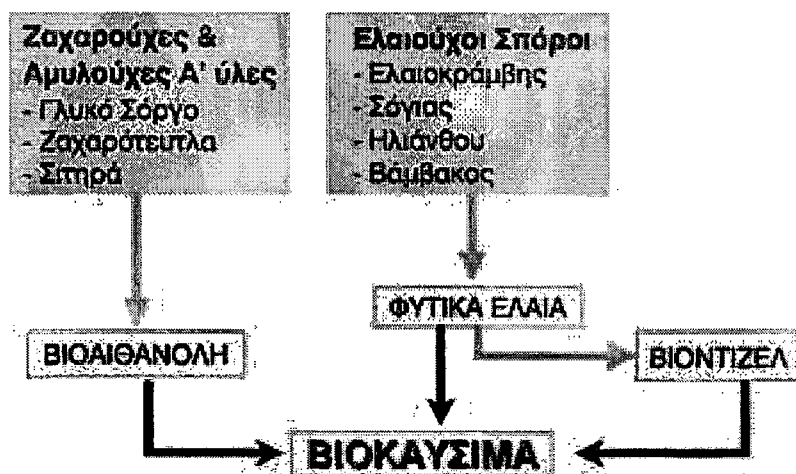 Ζαχαρούχες &
Αμυλούχες Α' ύλες
- Γλυκό Σόργο
- Ζαχαρότευτλα
- Σιτηρά
Ελαιούχοι Σπόροι
- Ελαιοκράμβης
- Σόγιας
- Ηλιάνθου
- Βάμβακος
ΦΥΤΙΚΑ ΕΛΑΙΑ
ΒΙΟΑΙΘΑΝΟΛΗ
ΒΙΟΝΤΙΖΕΛ
ΒΙΟΚΑΥΣΙΜΑ